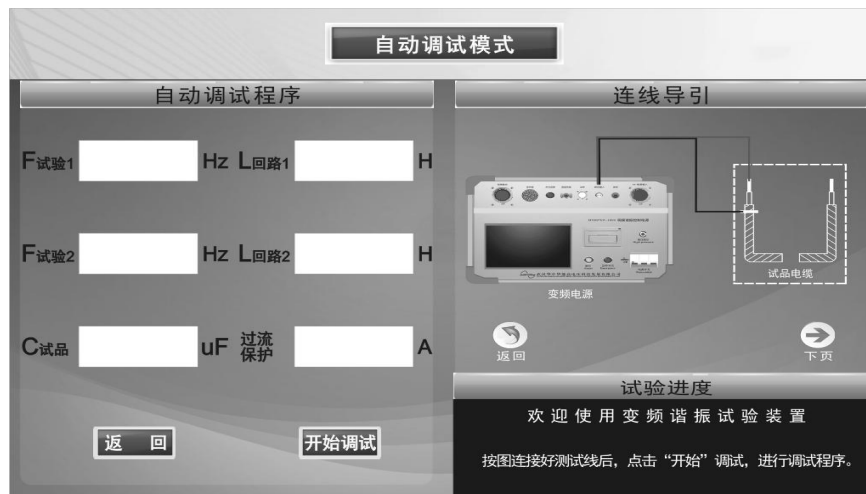 自动调试模式
自动调试程序
F试验1 Hz L回路1 H
F试验2 Hz L回路2 H
C试品 uF 过流保护 A
返 回 开始调试
连线导引
变频电源
试品电缆
返回 下页
试验进度
欢迎使用变频谐振试验装置
按图连接好测试线后，点击“开始”调试，进行调试程序。